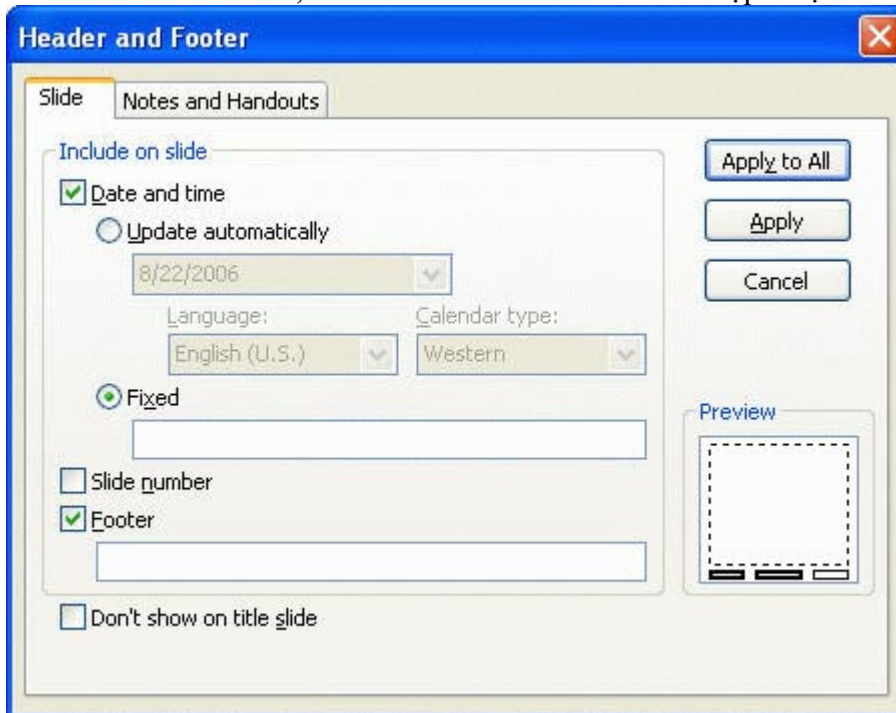 Header and Footer
Slide
Notes and Handouts
Include on slide
Date and time
Update automatically
8/22/2006
Language:
Calendar type:
English (U.S.)
Western
Fixed
Slide number
Footer
Don't show on title slide
Apply to All
Apply
Cancel
Preview